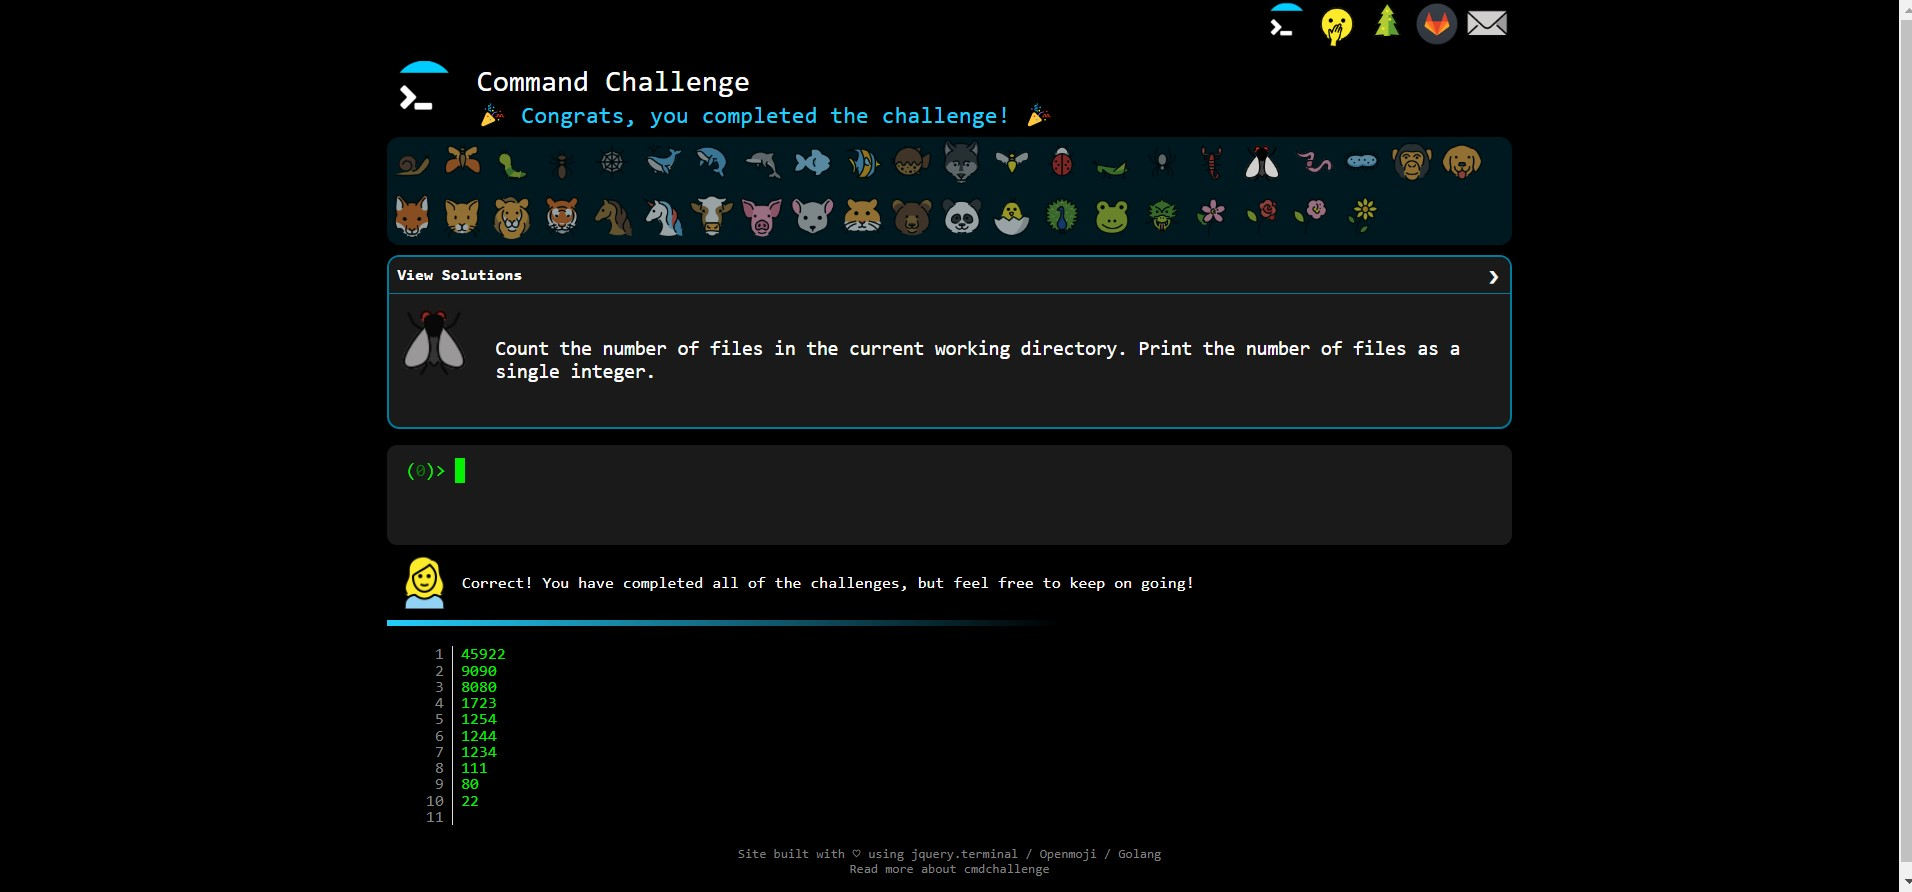 Command Challenge
🎉 Congrats, you completed the challenge! 🎉
View Solutions ❯
Count the number of files in the current working directory. Print the number of files as a
single integer.
(0)>
Correct! You have completed all of the challenges, but feel free to keep on going!
1 45922
2 9090
3 8080
4 1723
5 1254
6 1244
7 1234
8 111
9 80
10 22
11
Site built with ♡ using jquery.terminal / Openmoji / Golang
Read more about cmdchallenge